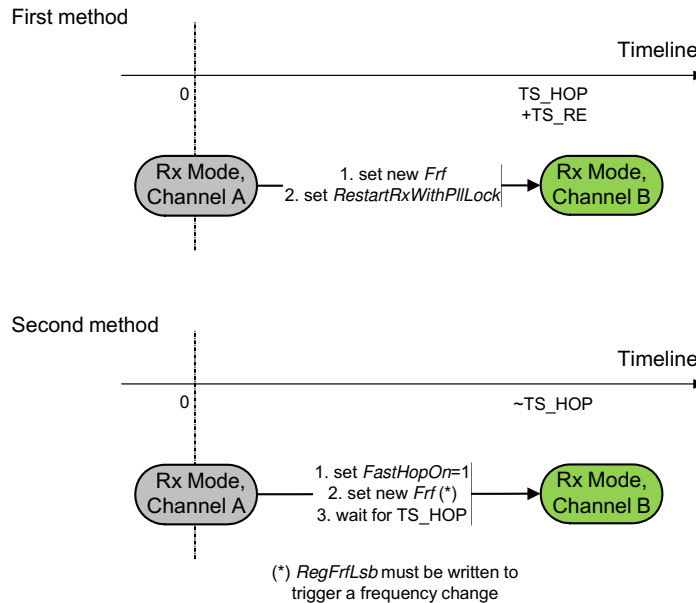 First method
Timeline
0
TS_HOP
+TS_RE
Rx Mode,
Channel A
1. set new Frf
2. set RestartRxWithPllLock
Rx Mode,
Channel B
Second method
Timeline
0
~TS_HOP
Rx Mode,
Channel A
1. set FastHopOn=1
2. set new Frf (*)
3. wait for TS_HOP
Rx Mode,
Channel B
(*) RegFrfLsb must be written to
trigger a frequency change